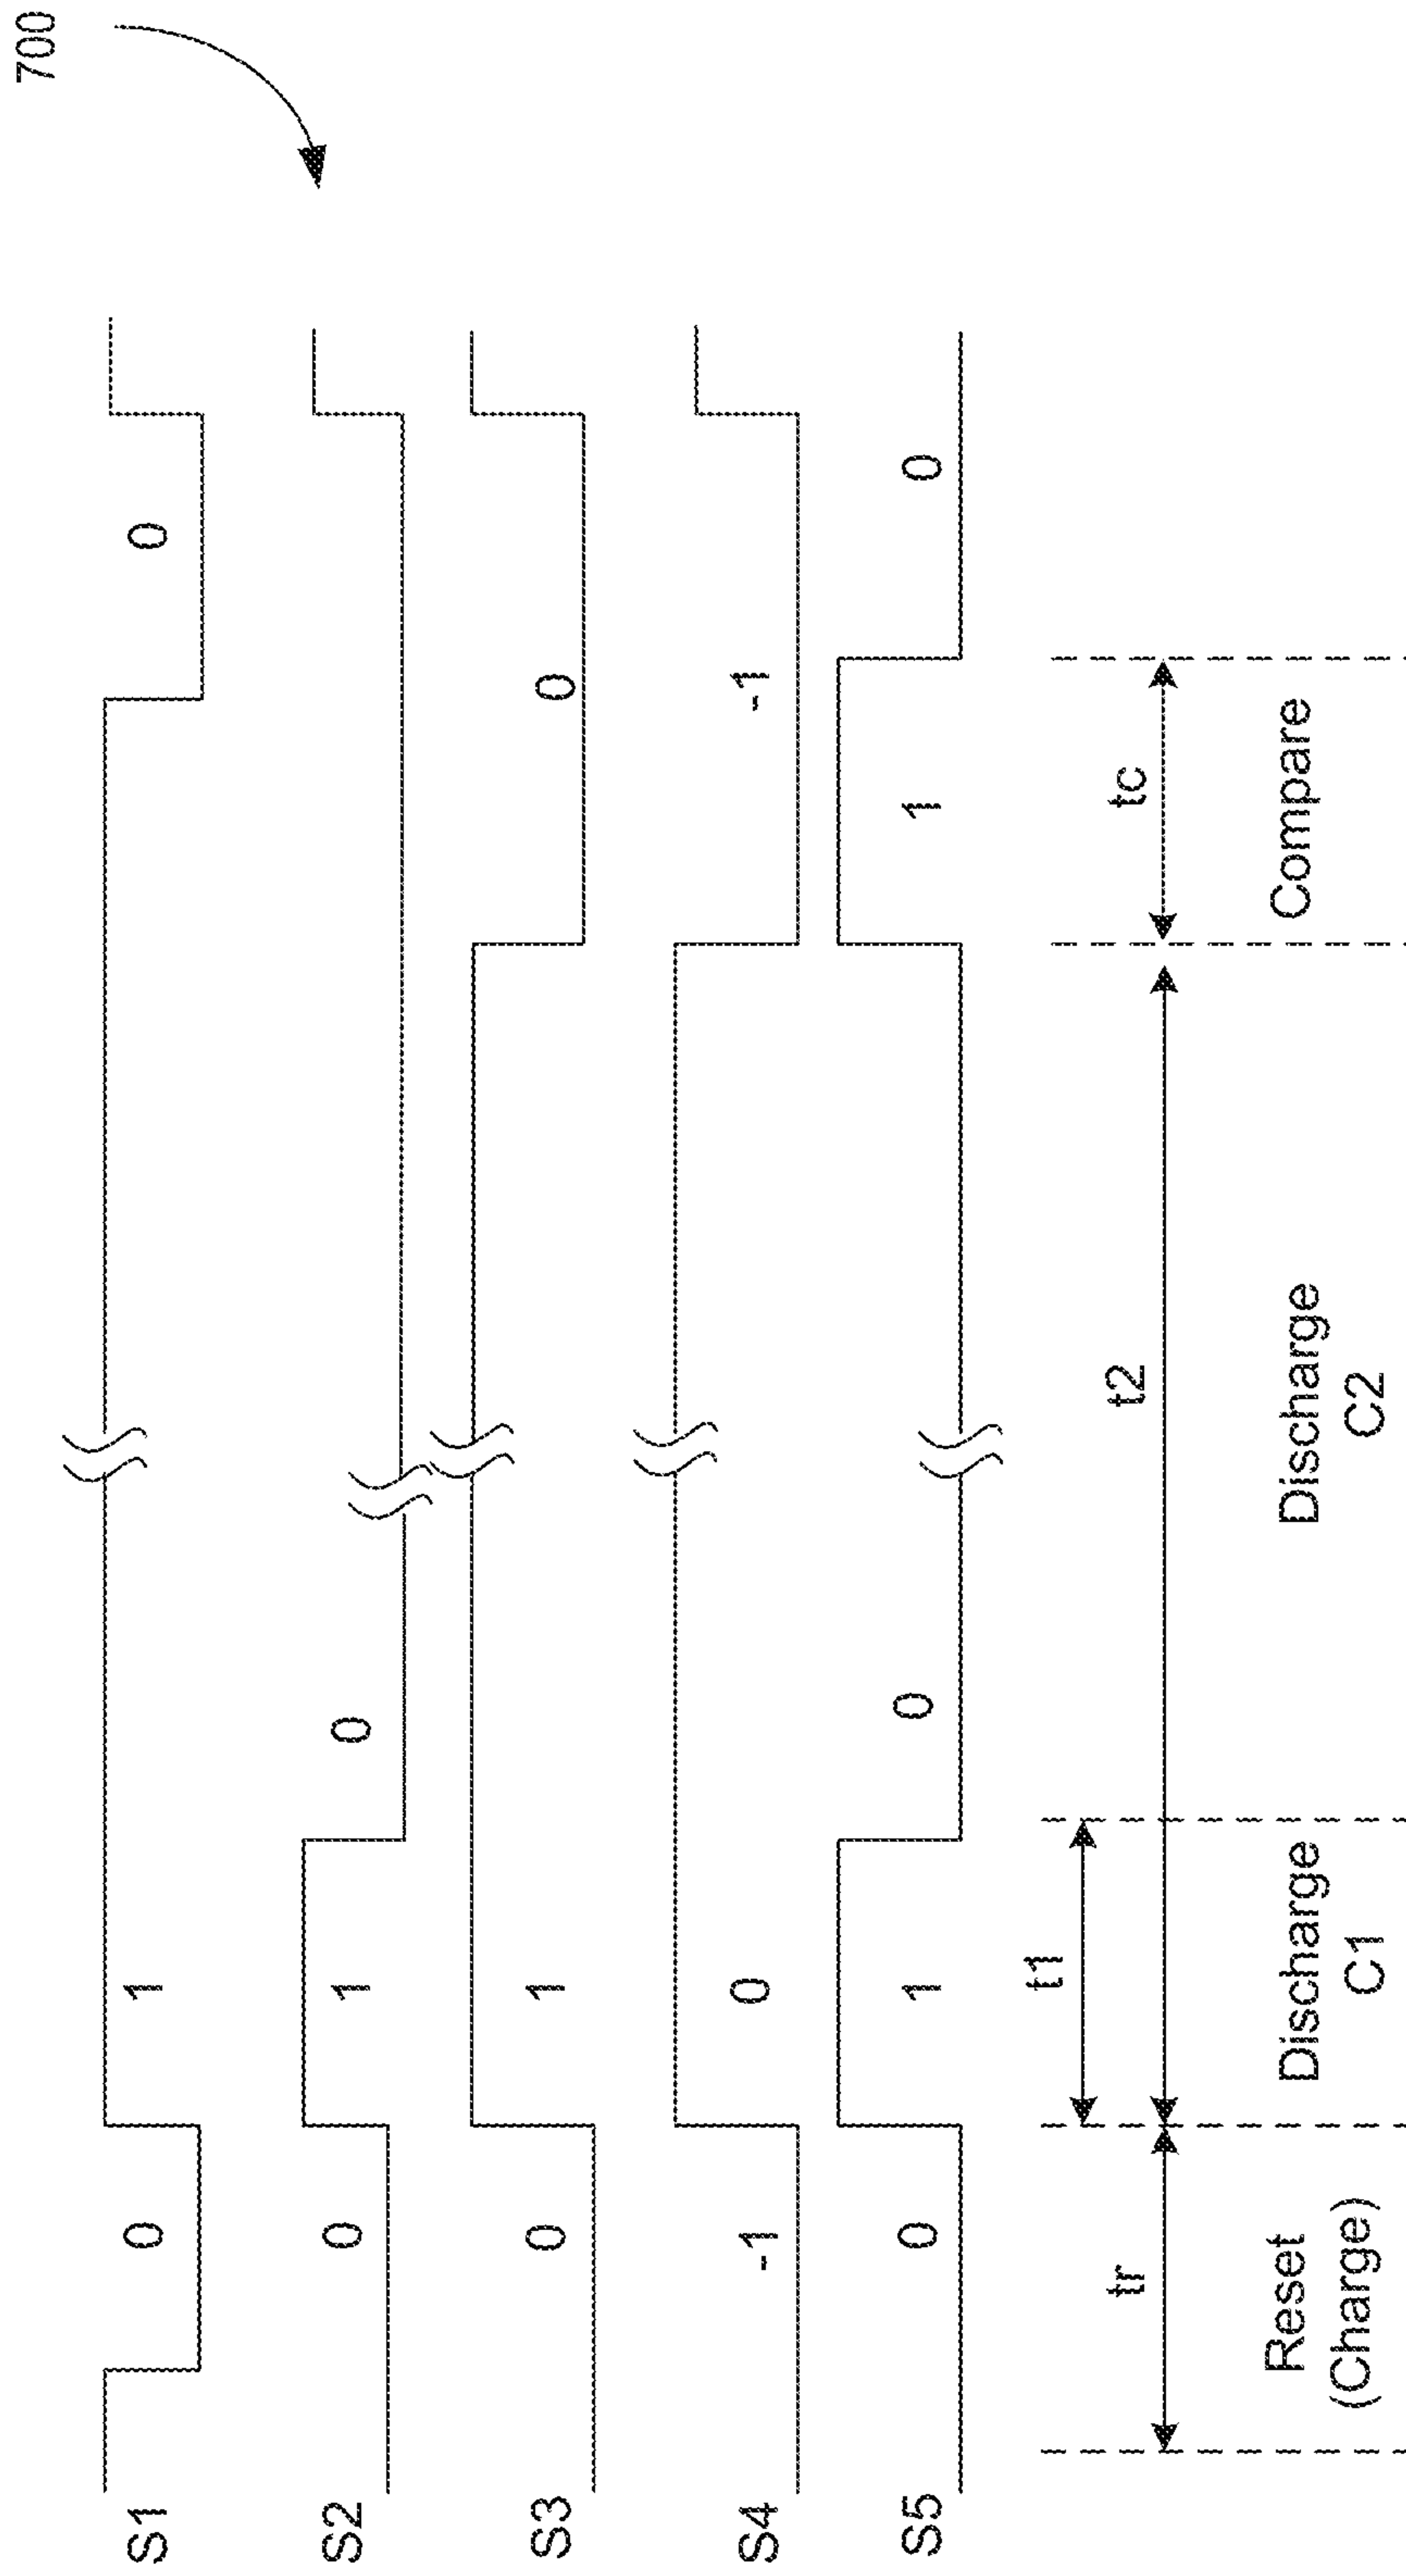 700
S1 0 1 0
S2 0 1 0
S3 0 1 0
S4 -1 0 -1
S5 0 1 0 1 0
t1
tr t2 tc
Reset Discharge Discharge Compare
(Charge) C1 C2